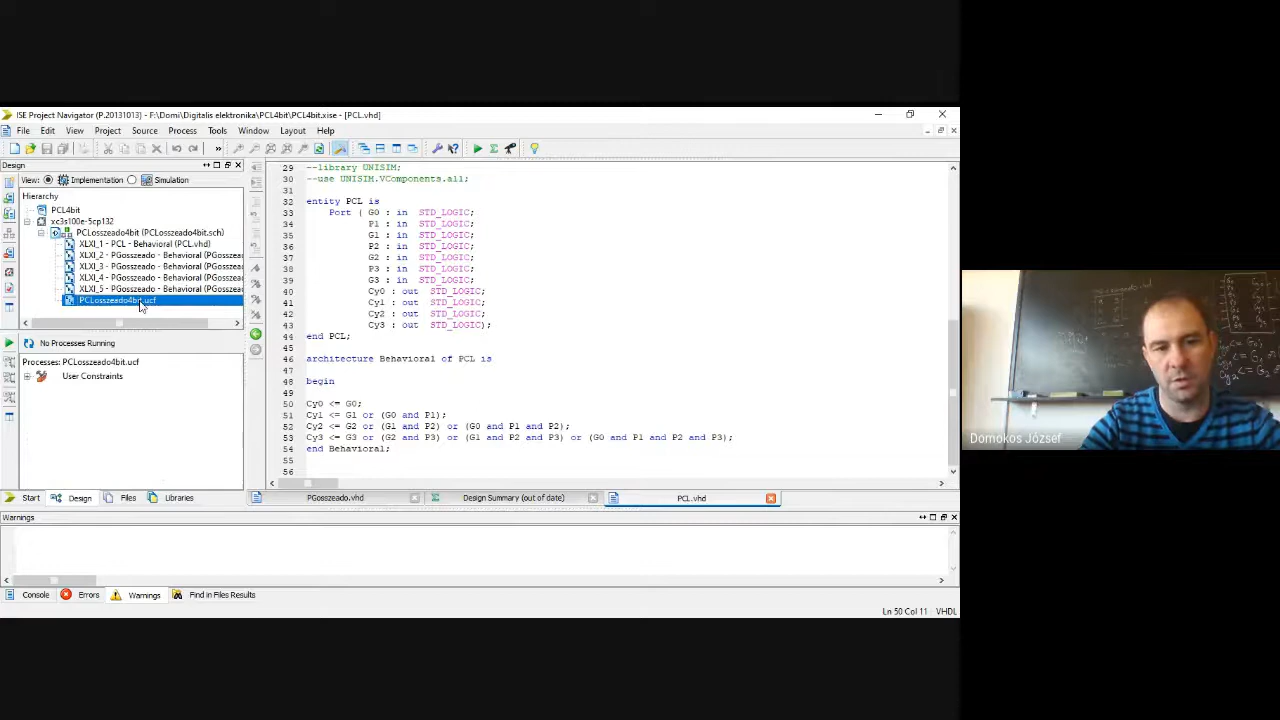 ISE Project Navigator (P.20131013) - F:\Domi\Digitalis elektronika\PCL4bit\PCL4bit.xise - [PCL.vhd]
File Edit View Project Source Process Tools Window Layout Help
Design
View: Implementation Simulation
Hierarchy
PCL4bit
xc3s100e-5cp132
PCLosszeado4bit (PCLosszeado4bit.sch)
XLXI_1 - PCL - Behavioral (PCL.vhd)
XLXI_2 - PGosszeado - Behavioral (PGosszea
XLXI_3 - PGosszeado - Behavioral (PGosszea
XLXI_4 - PGosszeado - Behavioral (PGosszea
XLXI_5 - PGosszeado - Behavioral (PGosszea
PCLosszeado4bit.ucf
No Processes Running
Processes: PCLosszeado4bit.ucf
User Constraints
Start Design Files Libraries
29 --library UNISIM;
30 --use UNISIM.VComponents.all;
31
32 entity PCL is
33 Port ( G0 : in STD_LOGIC;
34 P1 : in STD_LOGIC;
35 G1 : in STD_LOGIC;
36 P2 : in STD_LOGIC;
37 G2 : in STD_LOGIC;
38 P3 : in STD_LOGIC;
39 G3 : in STD_LOGIC;
40 Cy0 : out STD_LOGIC;
41 Cy1 : out STD_LOGIC;
42 Cy2 : out STD_LOGIC;
43 Cy3 : out STD_LOGIC);
44 end PCL;
45
46 architecture Behavioral of PCL is
47
48 begin
49
50 Cy0 <= G0;
51 Cy1 <= G1 or (G0 and P1);
52 Cy2 <= G2 or (G1 and P2) or (G0 and P1 and P2);
53 Cy3 <= G3 or (G2 and P3) or (G1 and P2 and P3) or (G0 and P1 and P2 and P3);
54 end Behavioral;
55
56
PGosszeado.vhd Design Summary (out of date) PCL.vhd
Warnings
Console Errors Warnings Find in Files Results
Ln 50 Col 11 VHDL
Domokos József